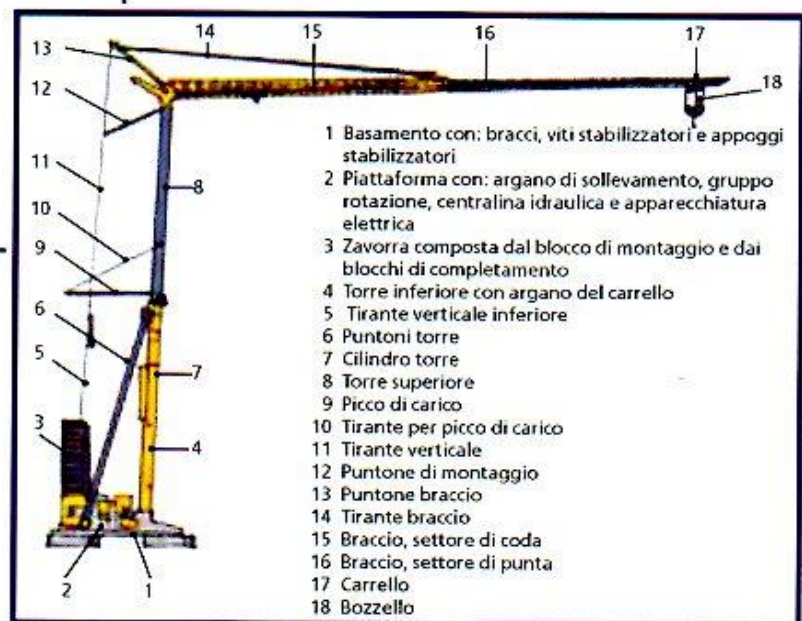 13
14
15
16
17
12
18
11
8
10
9
6
5
7
3
4
2
1
1 Basamento con: bracci, viti stabilizzatori e appoggi
stabilizzatori
2 Piattaforma con: argano di sollevamento, gruppo
rotazione, centralina idraulica e apparecchiatura
elettrica
3 Zavorra composta dal blocco di montaggio e dai
blocchi di completamento
4 Torre inferiore con argano del carrello
5 Tirante verticale inferiore
6 Puntoni torre
7 Cilindro torre
8 Torre superiore
9 Picco di carico
10 Tirante per picco di carico
11 Tirante verticale
12 Puntone di montaggio
13 Puntone braccio
14 Tirante braccio
15 Braccio, settore di coda
16 Braccio, settore di punta
17 Carrello
18 Bozzello